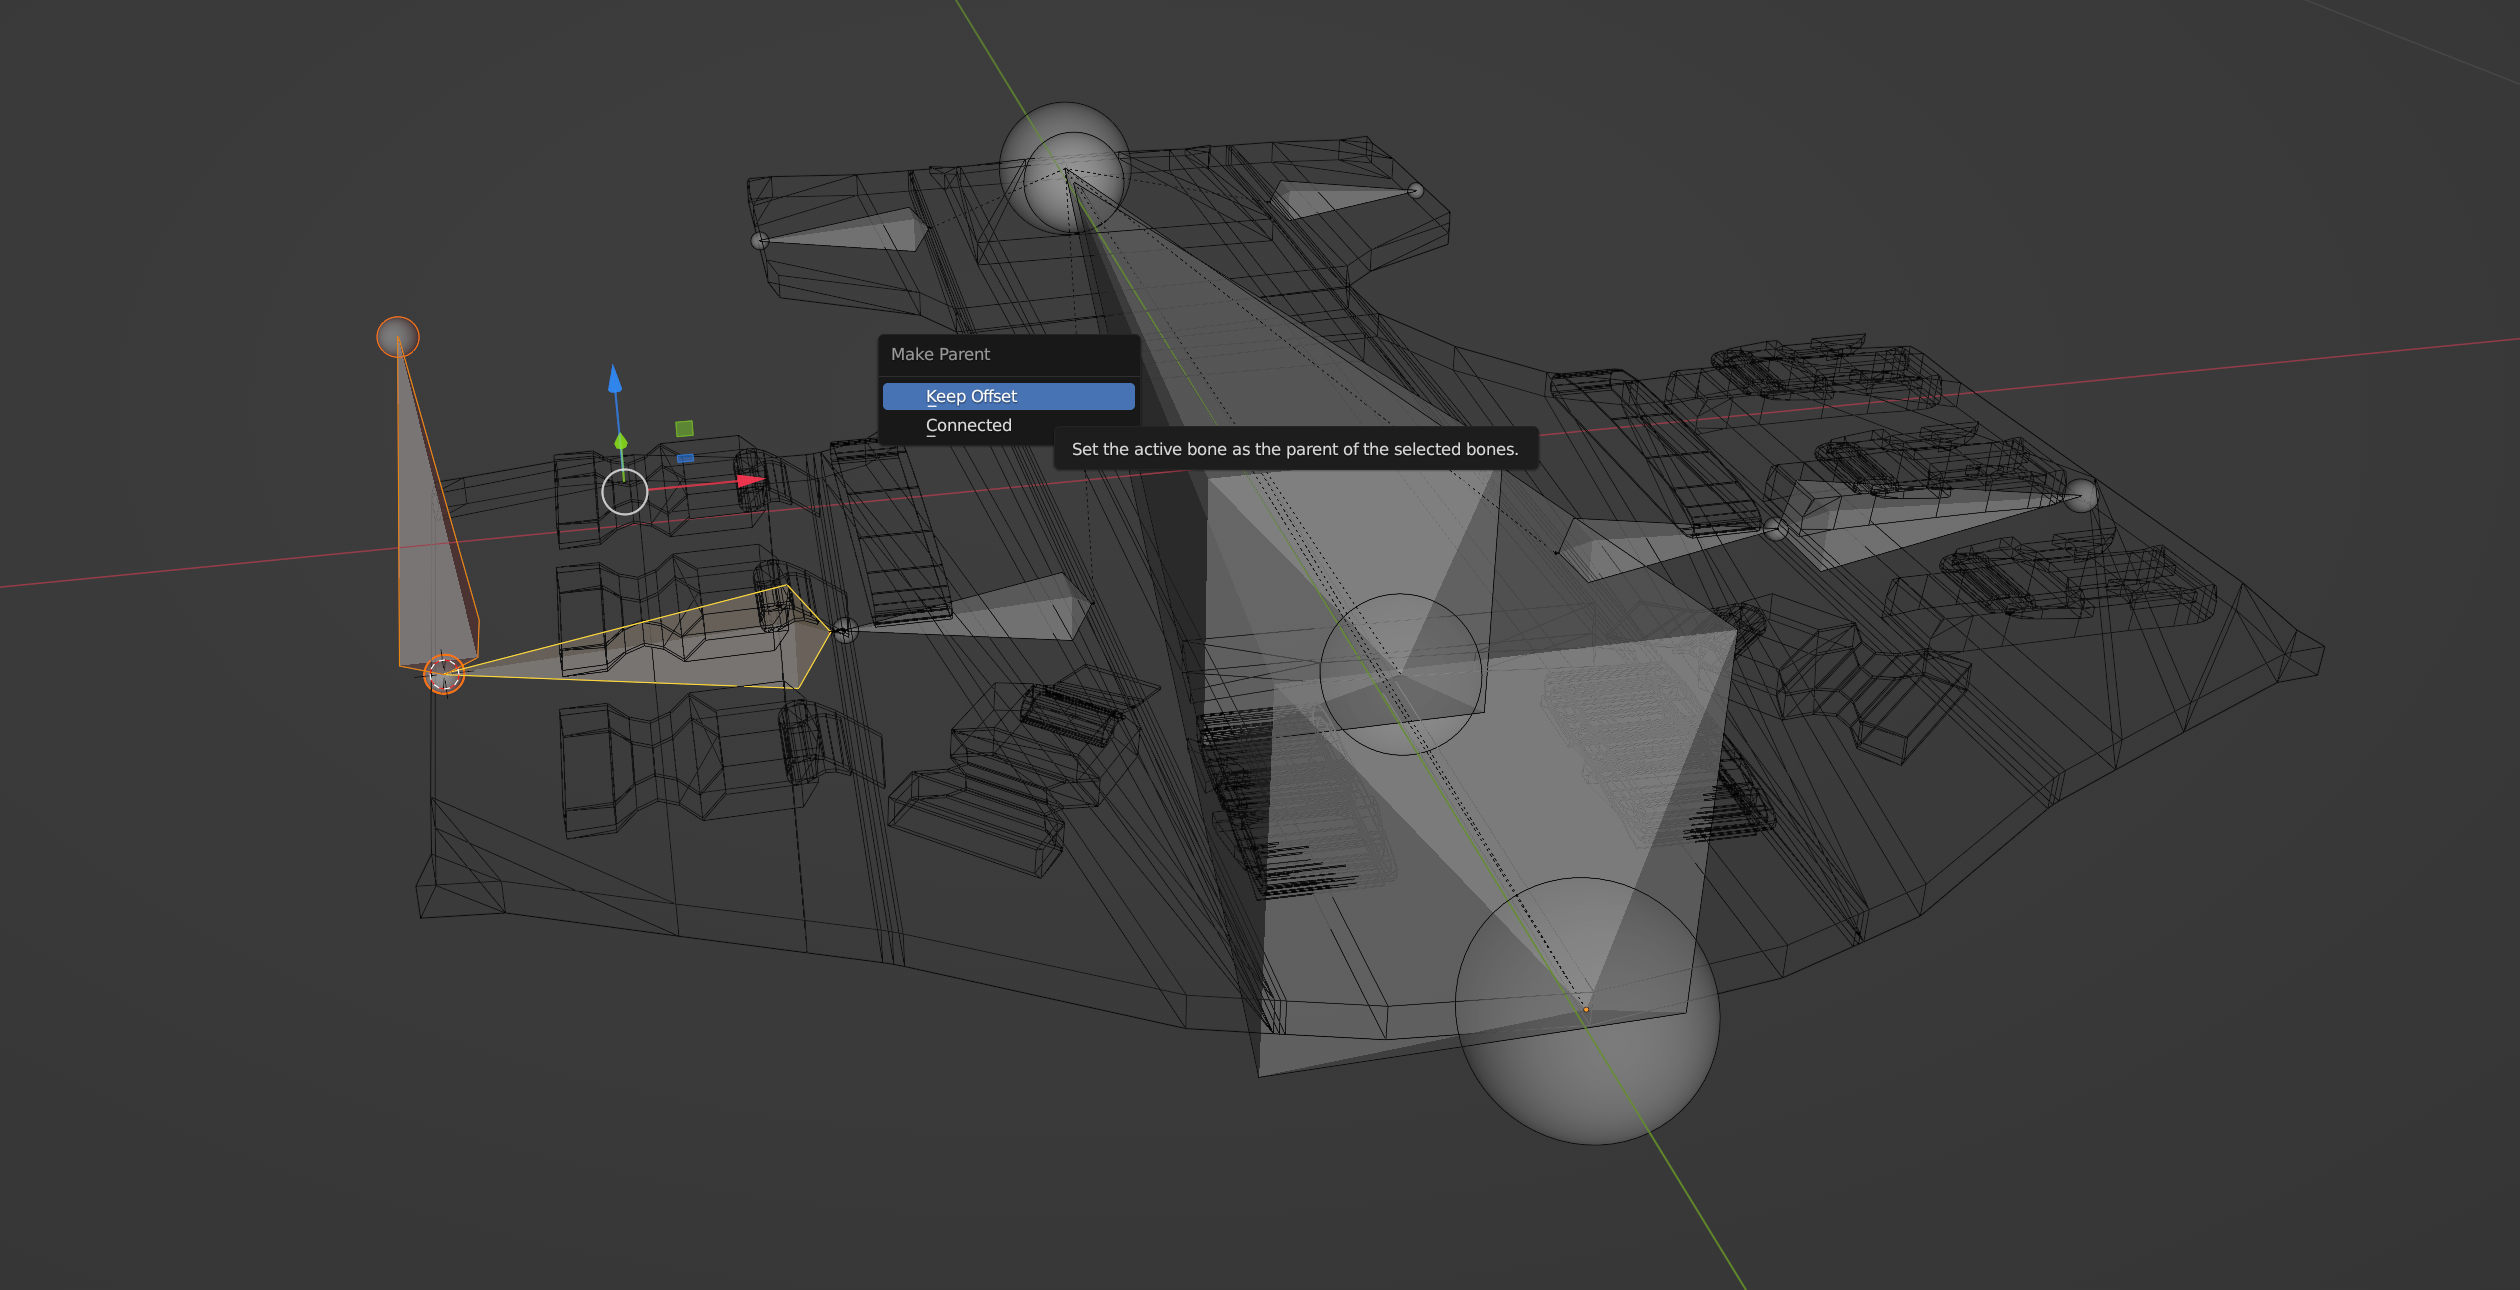 Make Parent
Keep Offset
Connected
Set the active bone as the parent of the selected bones.